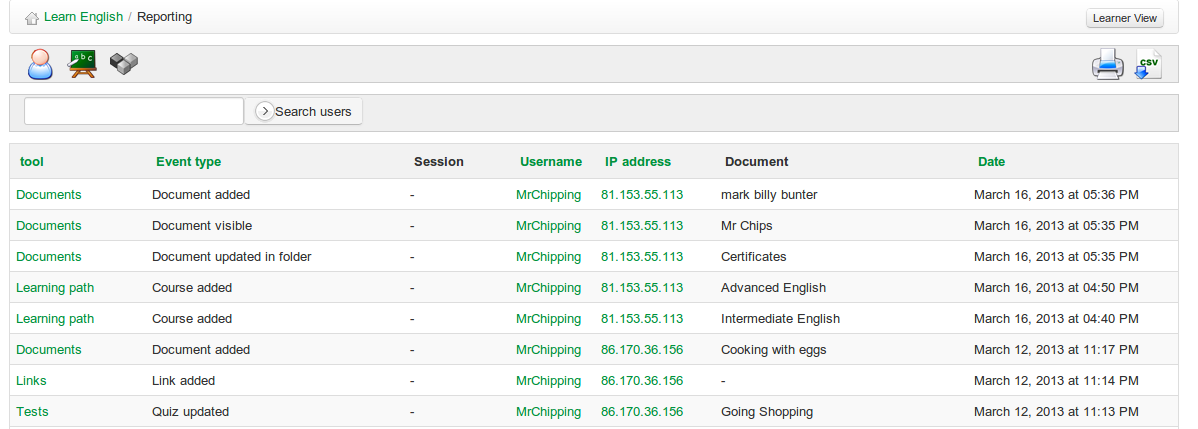 Learn English / Reporting Learner View
abc csv
Search users
tool Event type Session Username IP address Document Date
Documents Document added - MrChipping 81.153.55.113 mark billy bunter March 16, 2013 at 05:36 PM
Documents Document visible - MrChipping 81.153.55.113 Mr Chips March 16, 2013 at 05:35 PM
Documents Document updated in folder - MrChipping 81.153.55.113 Certificates March 16, 2013 at 05:35 PM
Learning path Course added - MrChipping 81.153.55.113 Advanced English March 16, 2013 at 04:50 PM
Learning path Course added - MrChipping 81.153.55.113 Intermediate English March 16, 2013 at 04:40 PM
Documents Document added - MrChipping 86.170.36.156 Cooking with eggs March 12, 2013 at 11:17 PM
Links Link added - MrChipping 86.170.36.156 - March 12, 2013 at 11:14 PM
Tests Quiz updated - MrChipping 86.170.36.156 Going Shopping March 12, 2013 at 11:13 PM